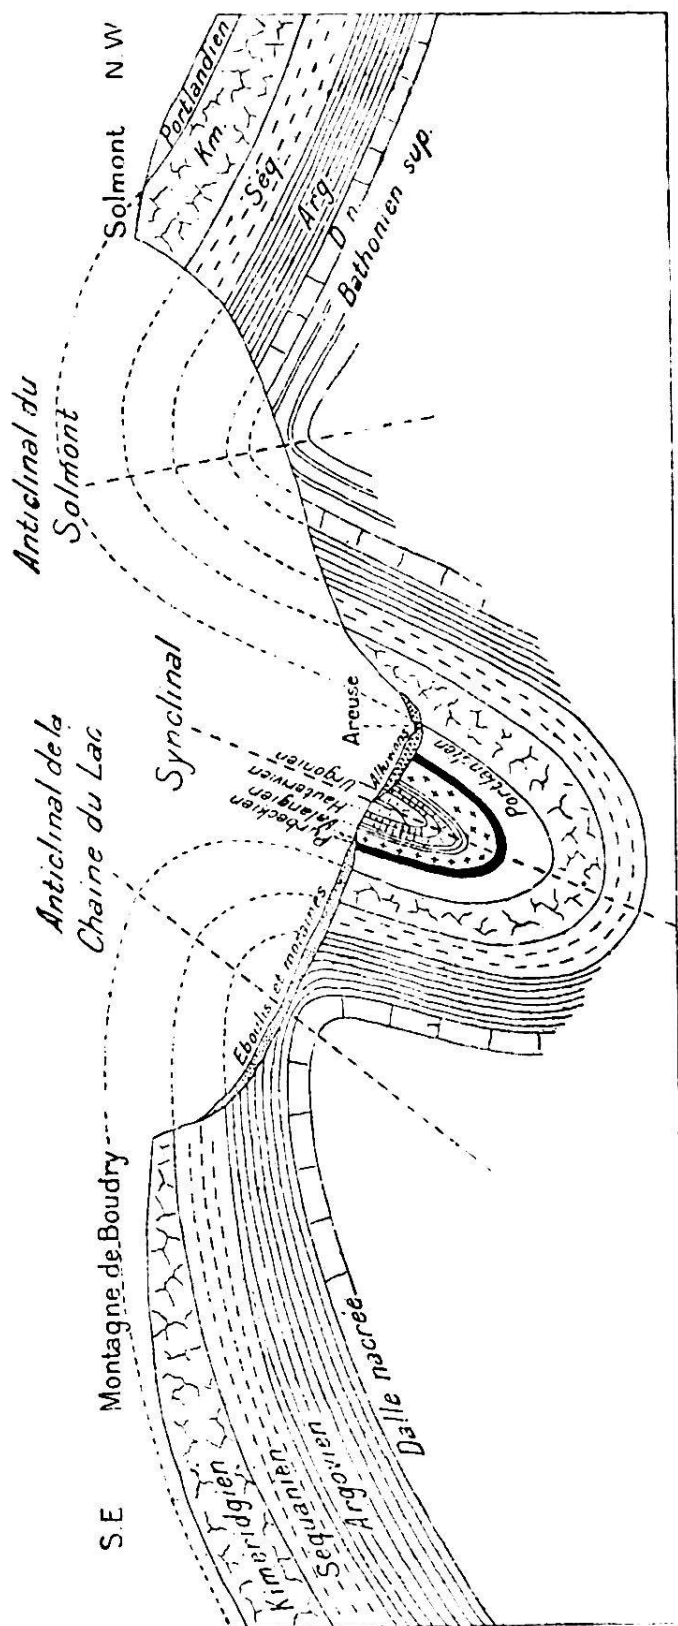 S.E
Montagne de Boudry
Anticlinal de la
Chaine du Lac
Synclinal
Anticlinal du
Solmont
Solmont
N.W
Portlandien
Km.
Seq
Arg.
D n.
Bathonien sup.
Areuse
Alluvions
Urgonien
Hauterivien
Valangien
Purbeckien
Eboulis et moraines
Portlandien
Kimeridgien
Sequanien
Argovien
Dalle nacrée